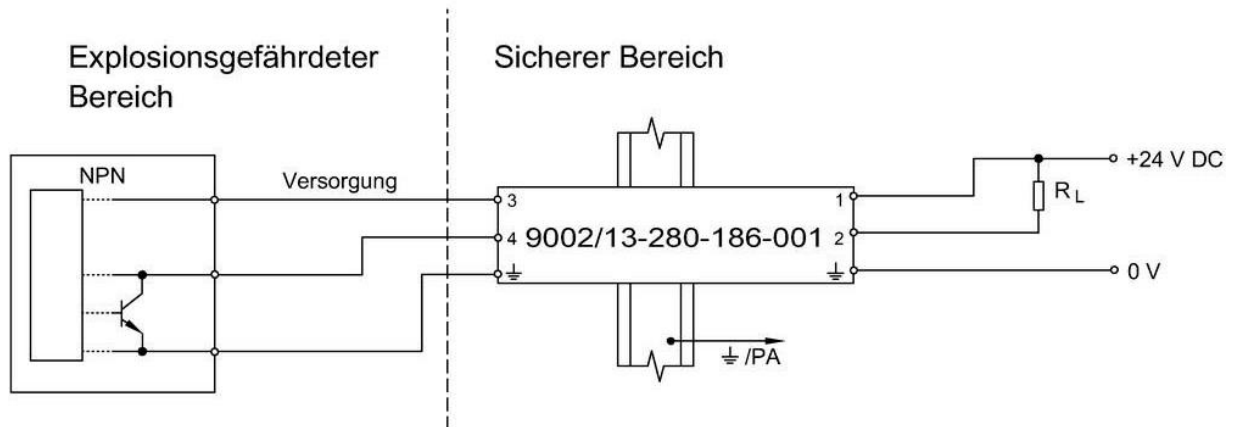 Explosionsgefährdeter
Bereich
Sicherer Bereich
NPN
Versorgung
+24 V DC
3
1
R L
4
9002/13-280-186-001
2
⏚
⏚
0 V
⏚ /PA